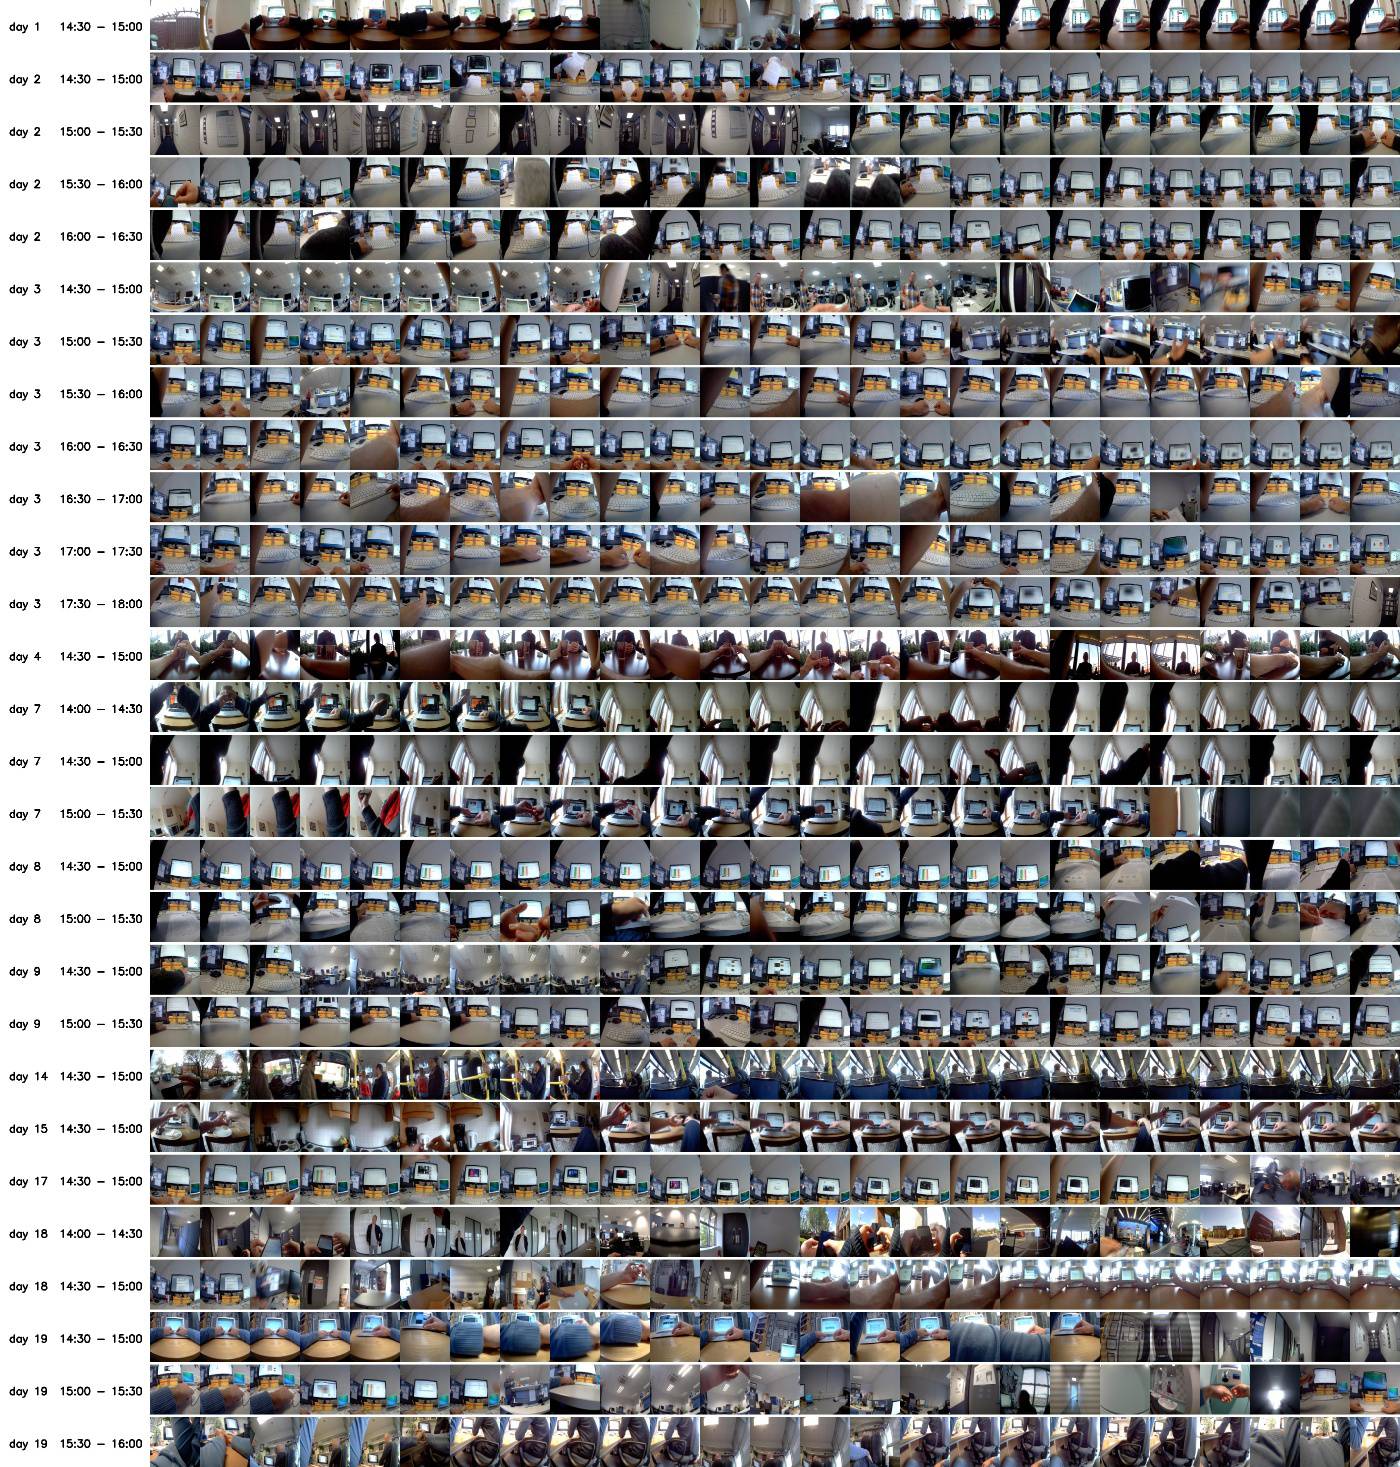 day 1 14:30 – 15:00
day 2 14:30 – 15:00
day 2 15:00 – 15:30
day 2 15:30 – 16:00
day 2 16:00 – 16:30
day 3 14:30 – 15:00
day 3 15:00 – 15:30
day 3 15:30 – 16:00
day 3 16:00 – 16:30
day 3 16:30 – 17:00
day 3 17:00 – 17:30
day 3 17:30 – 18:00
day 4 14:30 – 15:00
day 7 14:00 – 14:30
day 7 14:30 – 15:00
day 7 15:00 – 15:30
day 8 14:30 – 15:00
day 8 15:00 – 15:30
day 9 14:30 – 15:00
day 9 15:00 – 15:30
day 14 14:30 – 15:00
day 15 14:30 – 15:00
day 17 14:30 – 15:00
day 18 14:00 – 14:30
day 18 14:30 – 15:00
day 19 14:30 – 15:00
day 19 15:00 – 15:30
day 19 15:30 – 16:00